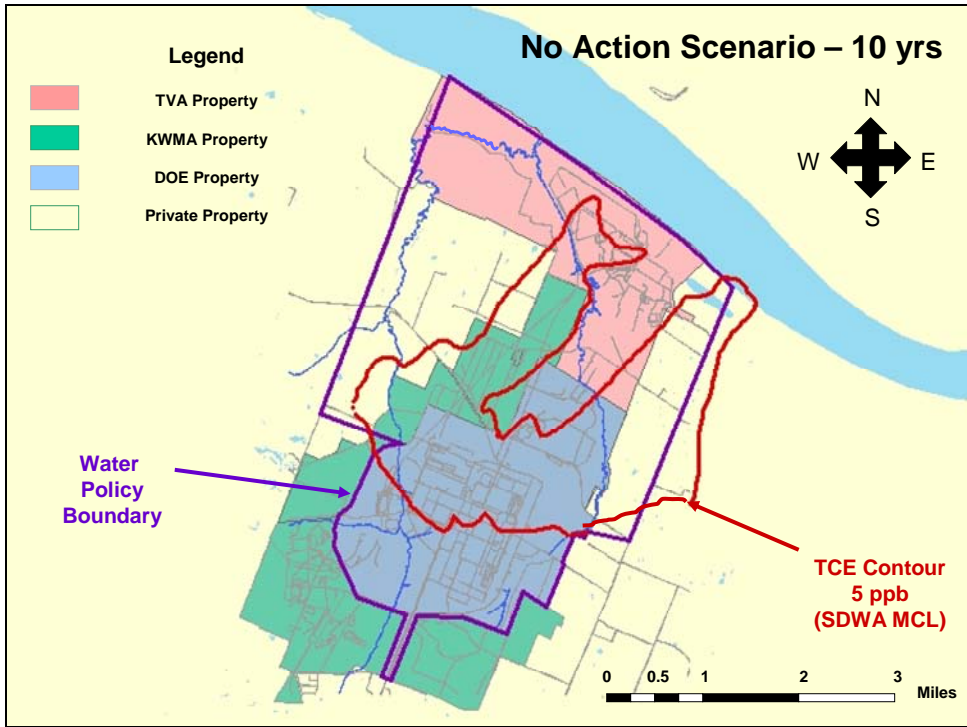 No Action Scenario – 10 yrs
Legend
TVA Property
KWMA Property
DOE Property
Private Property
N
W E
S
Water
Policy
Boundary
TCE Contour
5 ppb
(SDWA MCL)
0 0.5 1 2 3
Miles